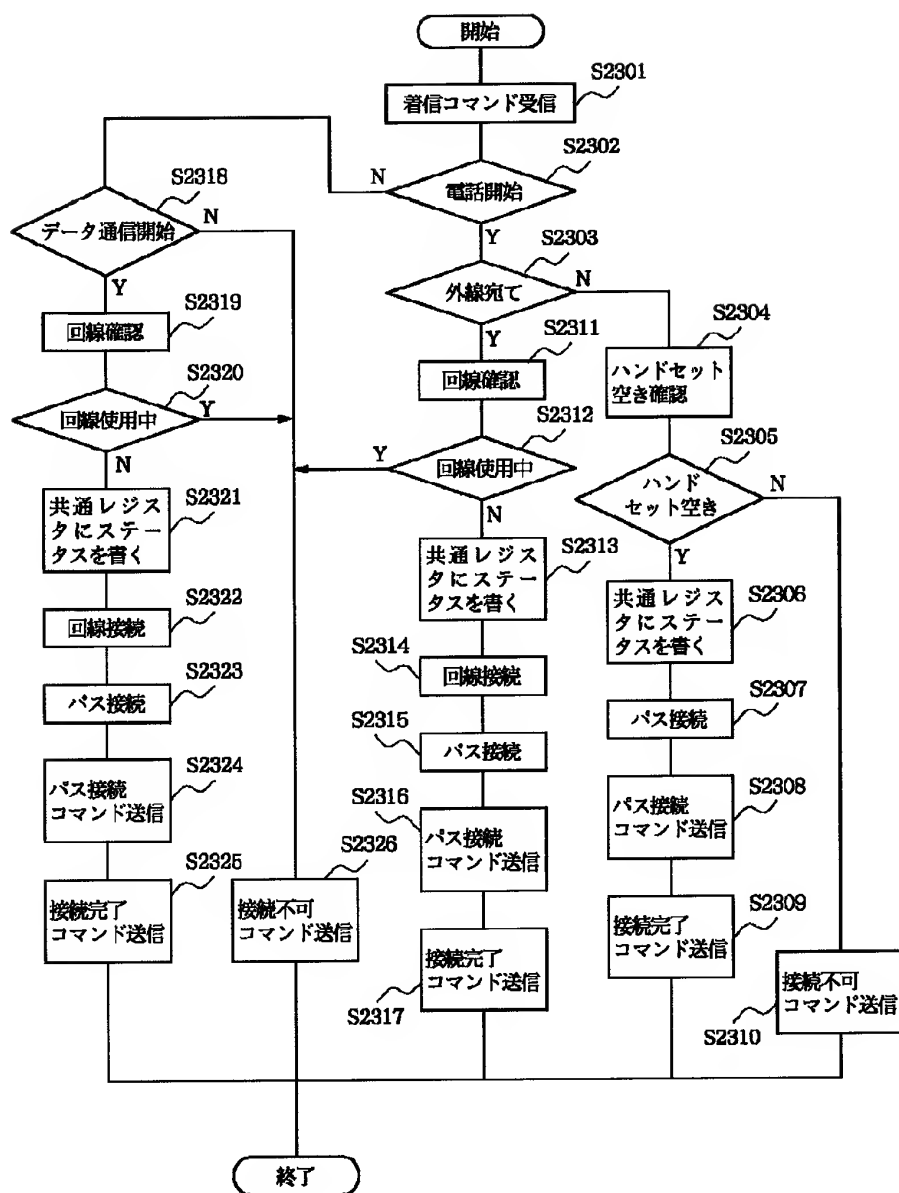 開始
S2301
着信コマンド受信
S2302
電話開始
N
Y
S2318
データ通信開始
N
Y
S2303
外線宛て
N
Y
S2319
回線確認
S2311
回線確認
S2304
ハンドセット
空き確認
S2320
回線使用中
Y
N
S2312
回線使用中
Y
N
S2305
ハンド
セット空き
N
Y
S2321
共通レジス
タにステー
タスを書く
S2313
共通レジス
タにステー
タスを書く
S2306
共通レジス
タにステー
タスを書く
S2322
回線接続
S2314
回線接続
S2323
パス接続
S2315
パス接続
S2307
パス接続
S2324
パス接続
コマンド送信
S2316
パス接続
コマンド送信
S2308
パス接続
コマンド送信
S2325
接続完了
コマンド送信
S2326
接続不可
コマンド送信
S2317
接続完了
コマンド送信
S2309
接続完了
コマンド送信
S2310
接続不可
コマンド送信
終了